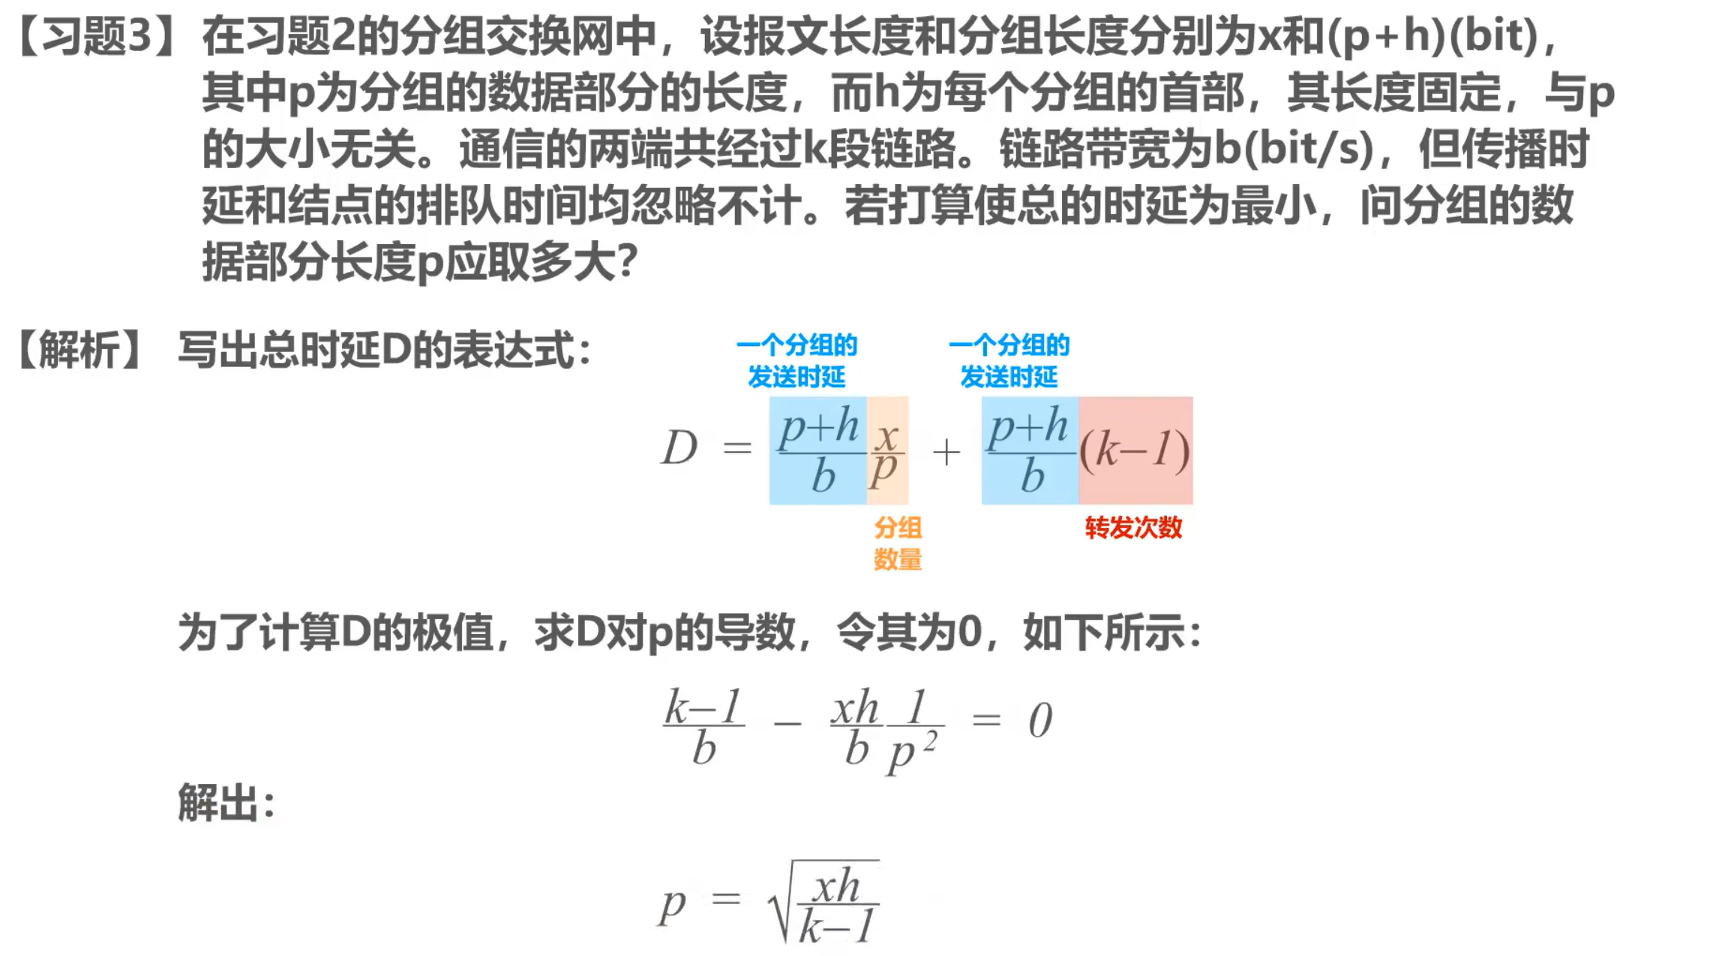 【习题3】在习题2的分组交换网中，设报文长度和分组长度分别为x和(p+h)(bit)，
其中p为分组的数据部分的长度，而h为每个分组的首部，其长度固定，与p
的大小无关。通信的两端共经过k段链路。链路带宽为b(bit/s)，但传播时
延和结点的排队时间均忽略不计。若打算使总的时延为最小，问分组的数
据部分长度p应取多大？
【解析】 写出总时延D的表达式：
一个分组的 一个分组的
发送时延 发送时延
D = \frac{p+h}{b}\frac{x}{p} + \frac{p+h}{b}(k-1)
分组 转发次数
数量
为了计算D的极值，求D对p的导数，令其为0，如下所示：
\frac{k-1}{b} - \frac{xh}{b}\frac{1}{p^2} = 0
解出：
p = \sqrt{\frac{xh}{k-1}}